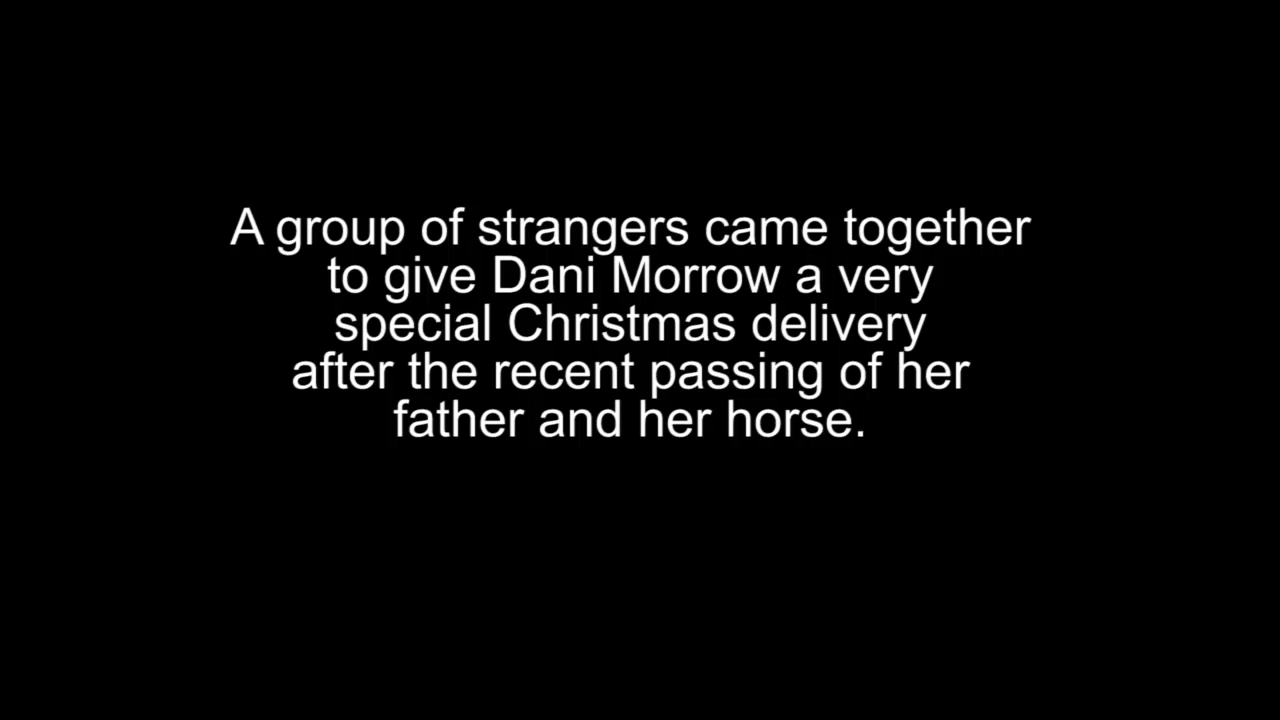 A group of strangers came together
to give Dani Morrow a very
special Christmas delivery
after the recent passing of her
father and her horse.